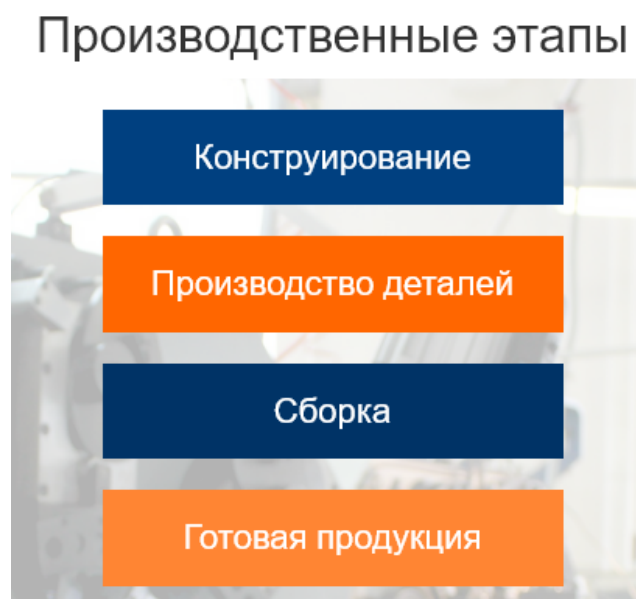 Производственные этапы
Конструирование
Производство деталей
Сборка
Готовая продукция